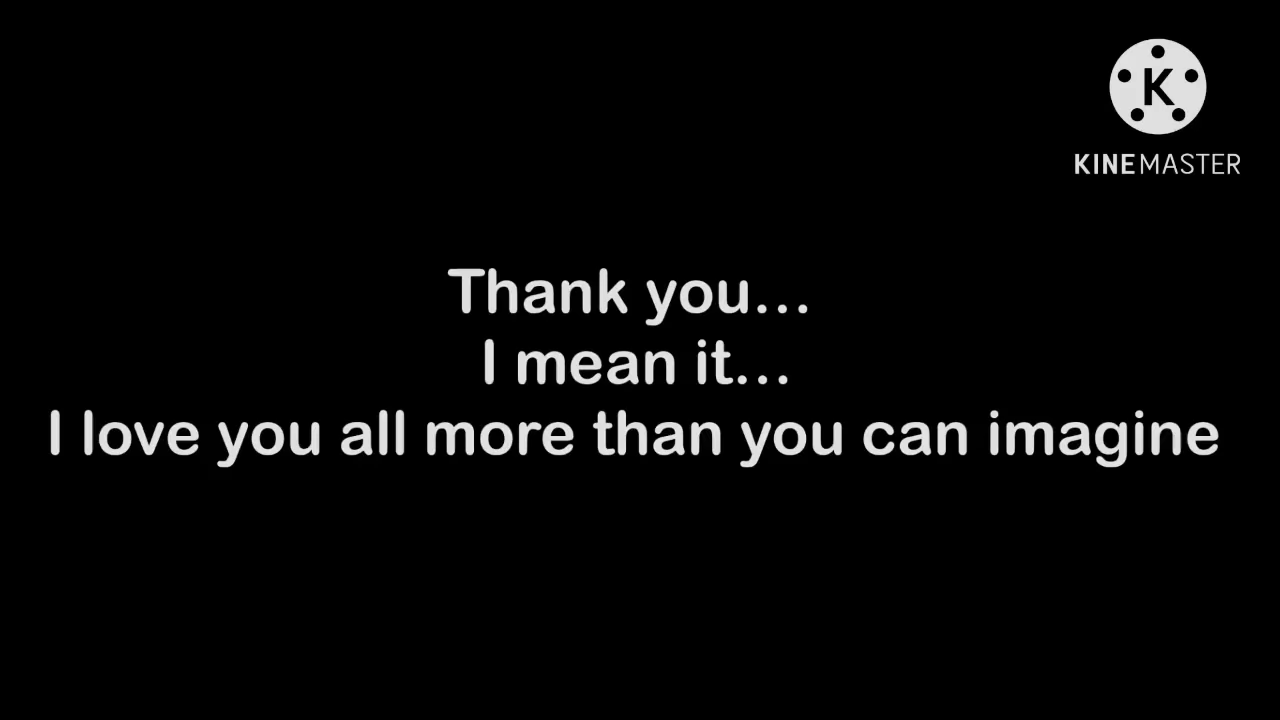 K
KINEMASTER
Thank you...
I mean it...
I love you all more than you can imagine